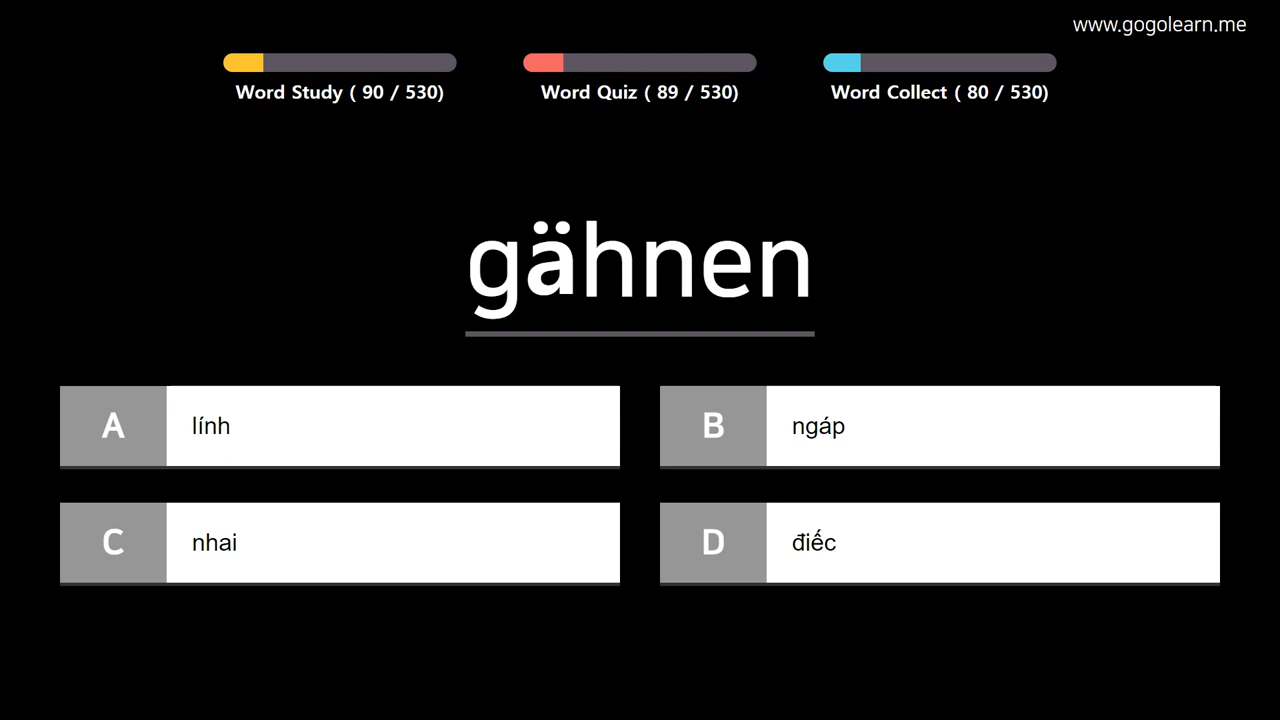 www.gogolearn.me
Word Study ( 90 / 530)
Word Quiz ( 89 / 530)
Word Collect ( 80 / 530)
gähnen
A
lính
B
ngáp
C
nhai
D
điếc